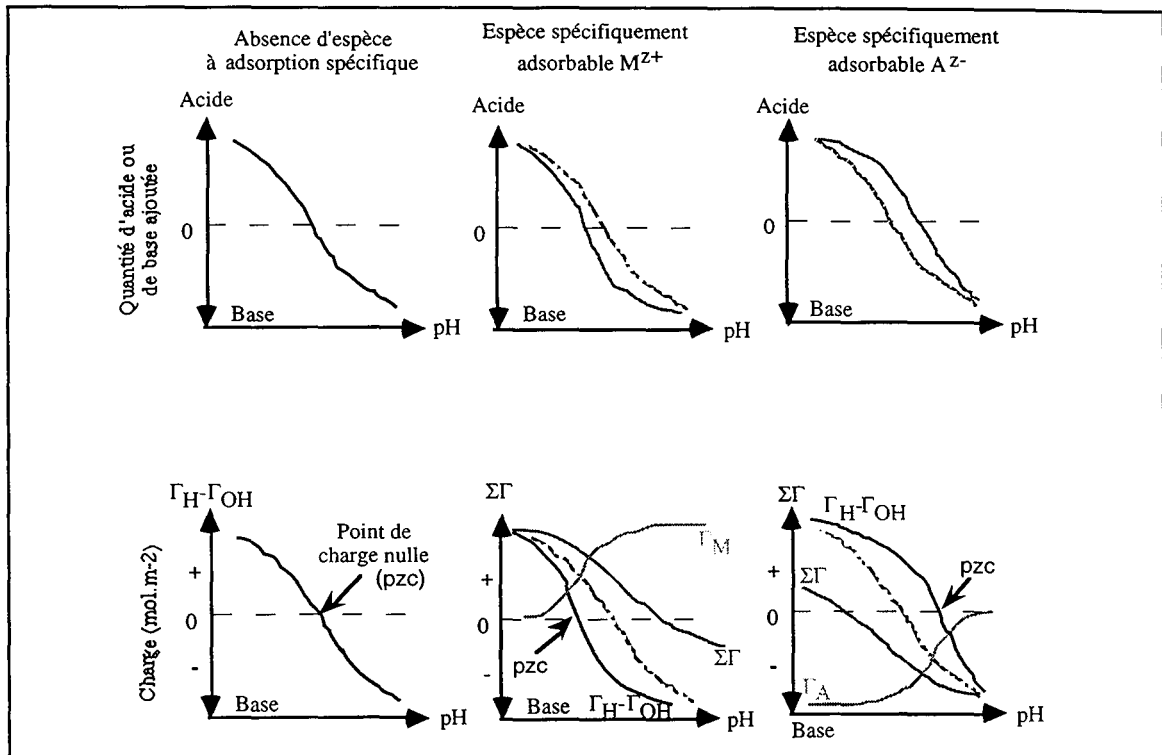 Absence d'espèce
à adsorption spécifique
Espèce spécifiquement
adsorbable M^z+
Espèce spécifiquement
adsorbable A^z-
Quantité d'acide ou
de base ajoutée
Acide
0
Base
pH
Acide
0
Base
pH
Acide
0
Base
pH
Charge (mol.m-2)
Γ_H-Γ_OH
+
0
-
Point de
charge nulle
(pzc)
pH
ΣΓ
+
0
-
Γ_M
pzc
ΣΓ
Base
Γ_H-Γ_OH
pH
ΣΓ
Γ_H-Γ_OH
+
pzc
ΣΓ
0
-
Γ_A
Base
pH